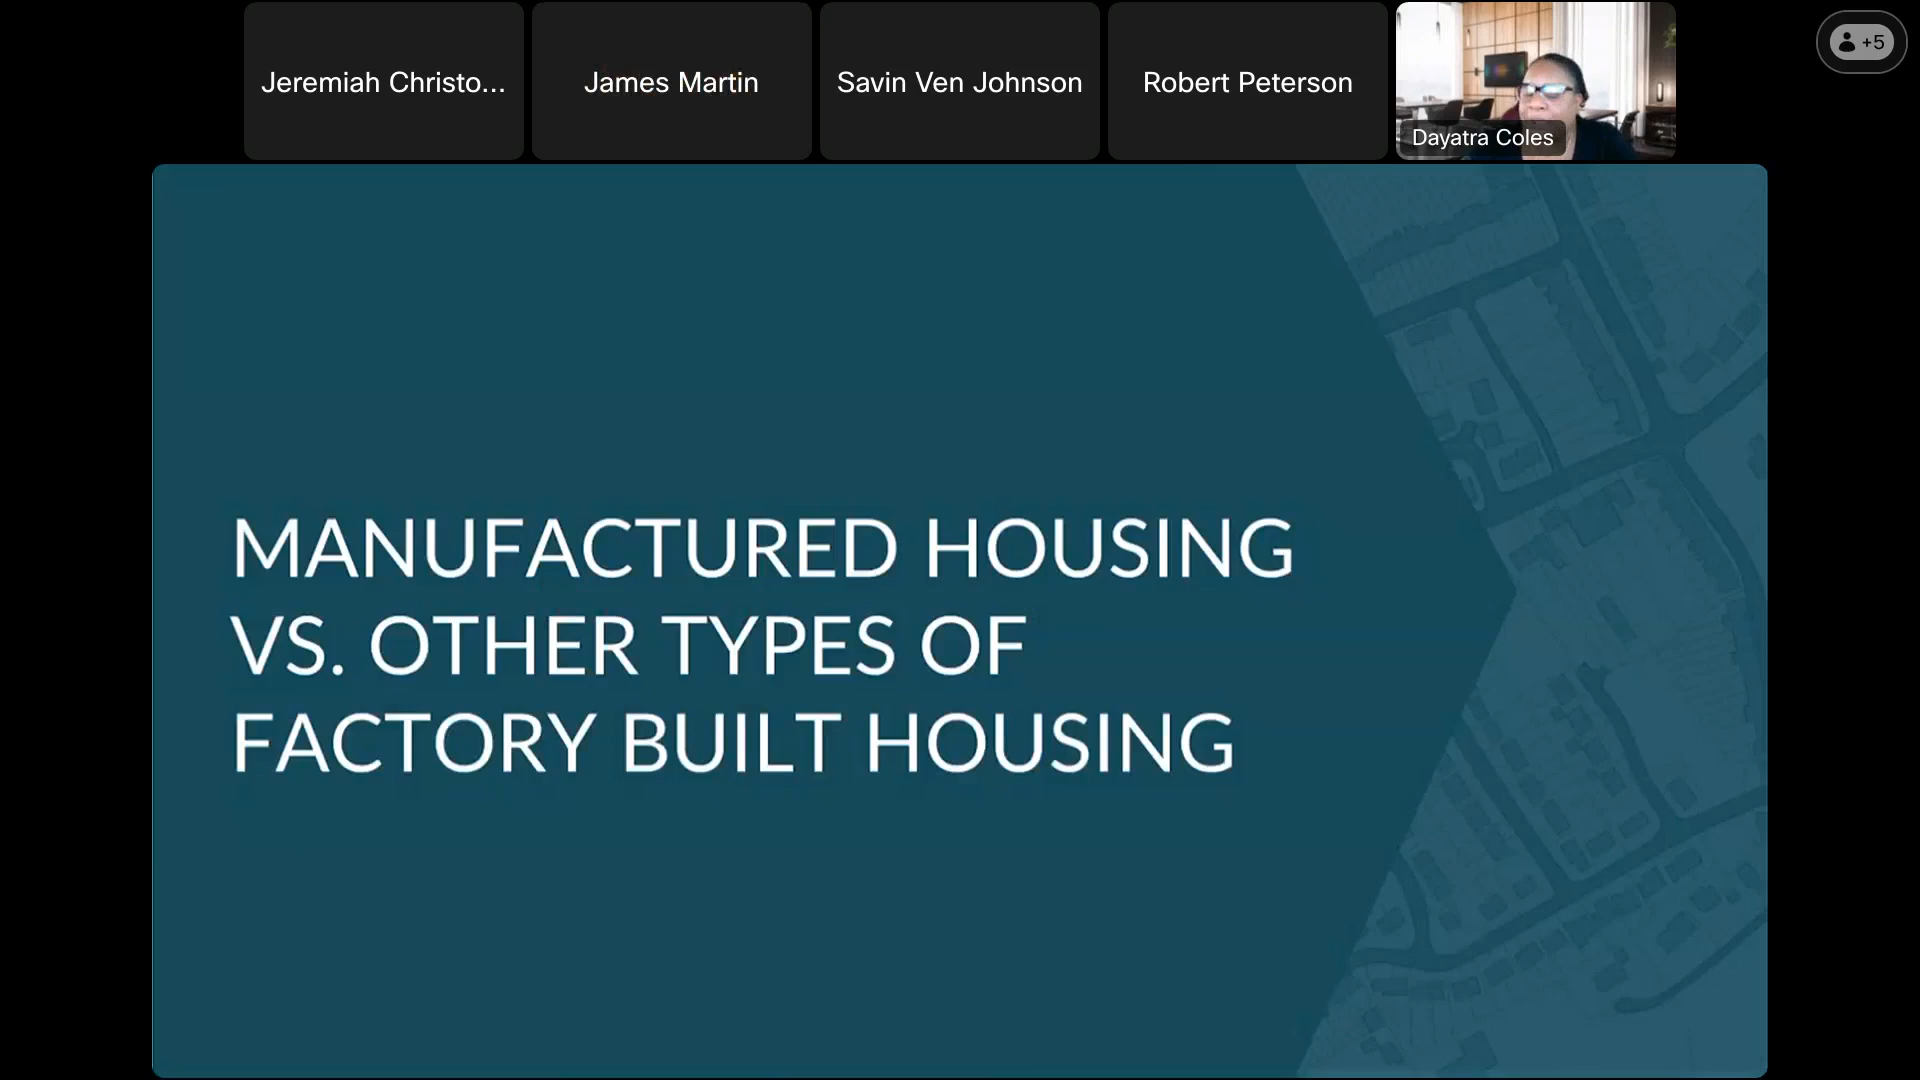 Jeremiah Christo...
James Martin
Savin Ven Johnson
Robert Peterson
Dayatra Coles
+5
MANUFACTURED HOUSING
VS. OTHER TYPES OF
FACTORY BUILT HOUSING